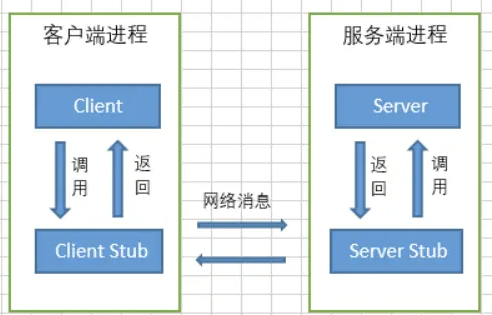 客户端进程
服务端进程
Client
Server
调用
返回
返回
调用
网络消息
Client Stub
Server Stub